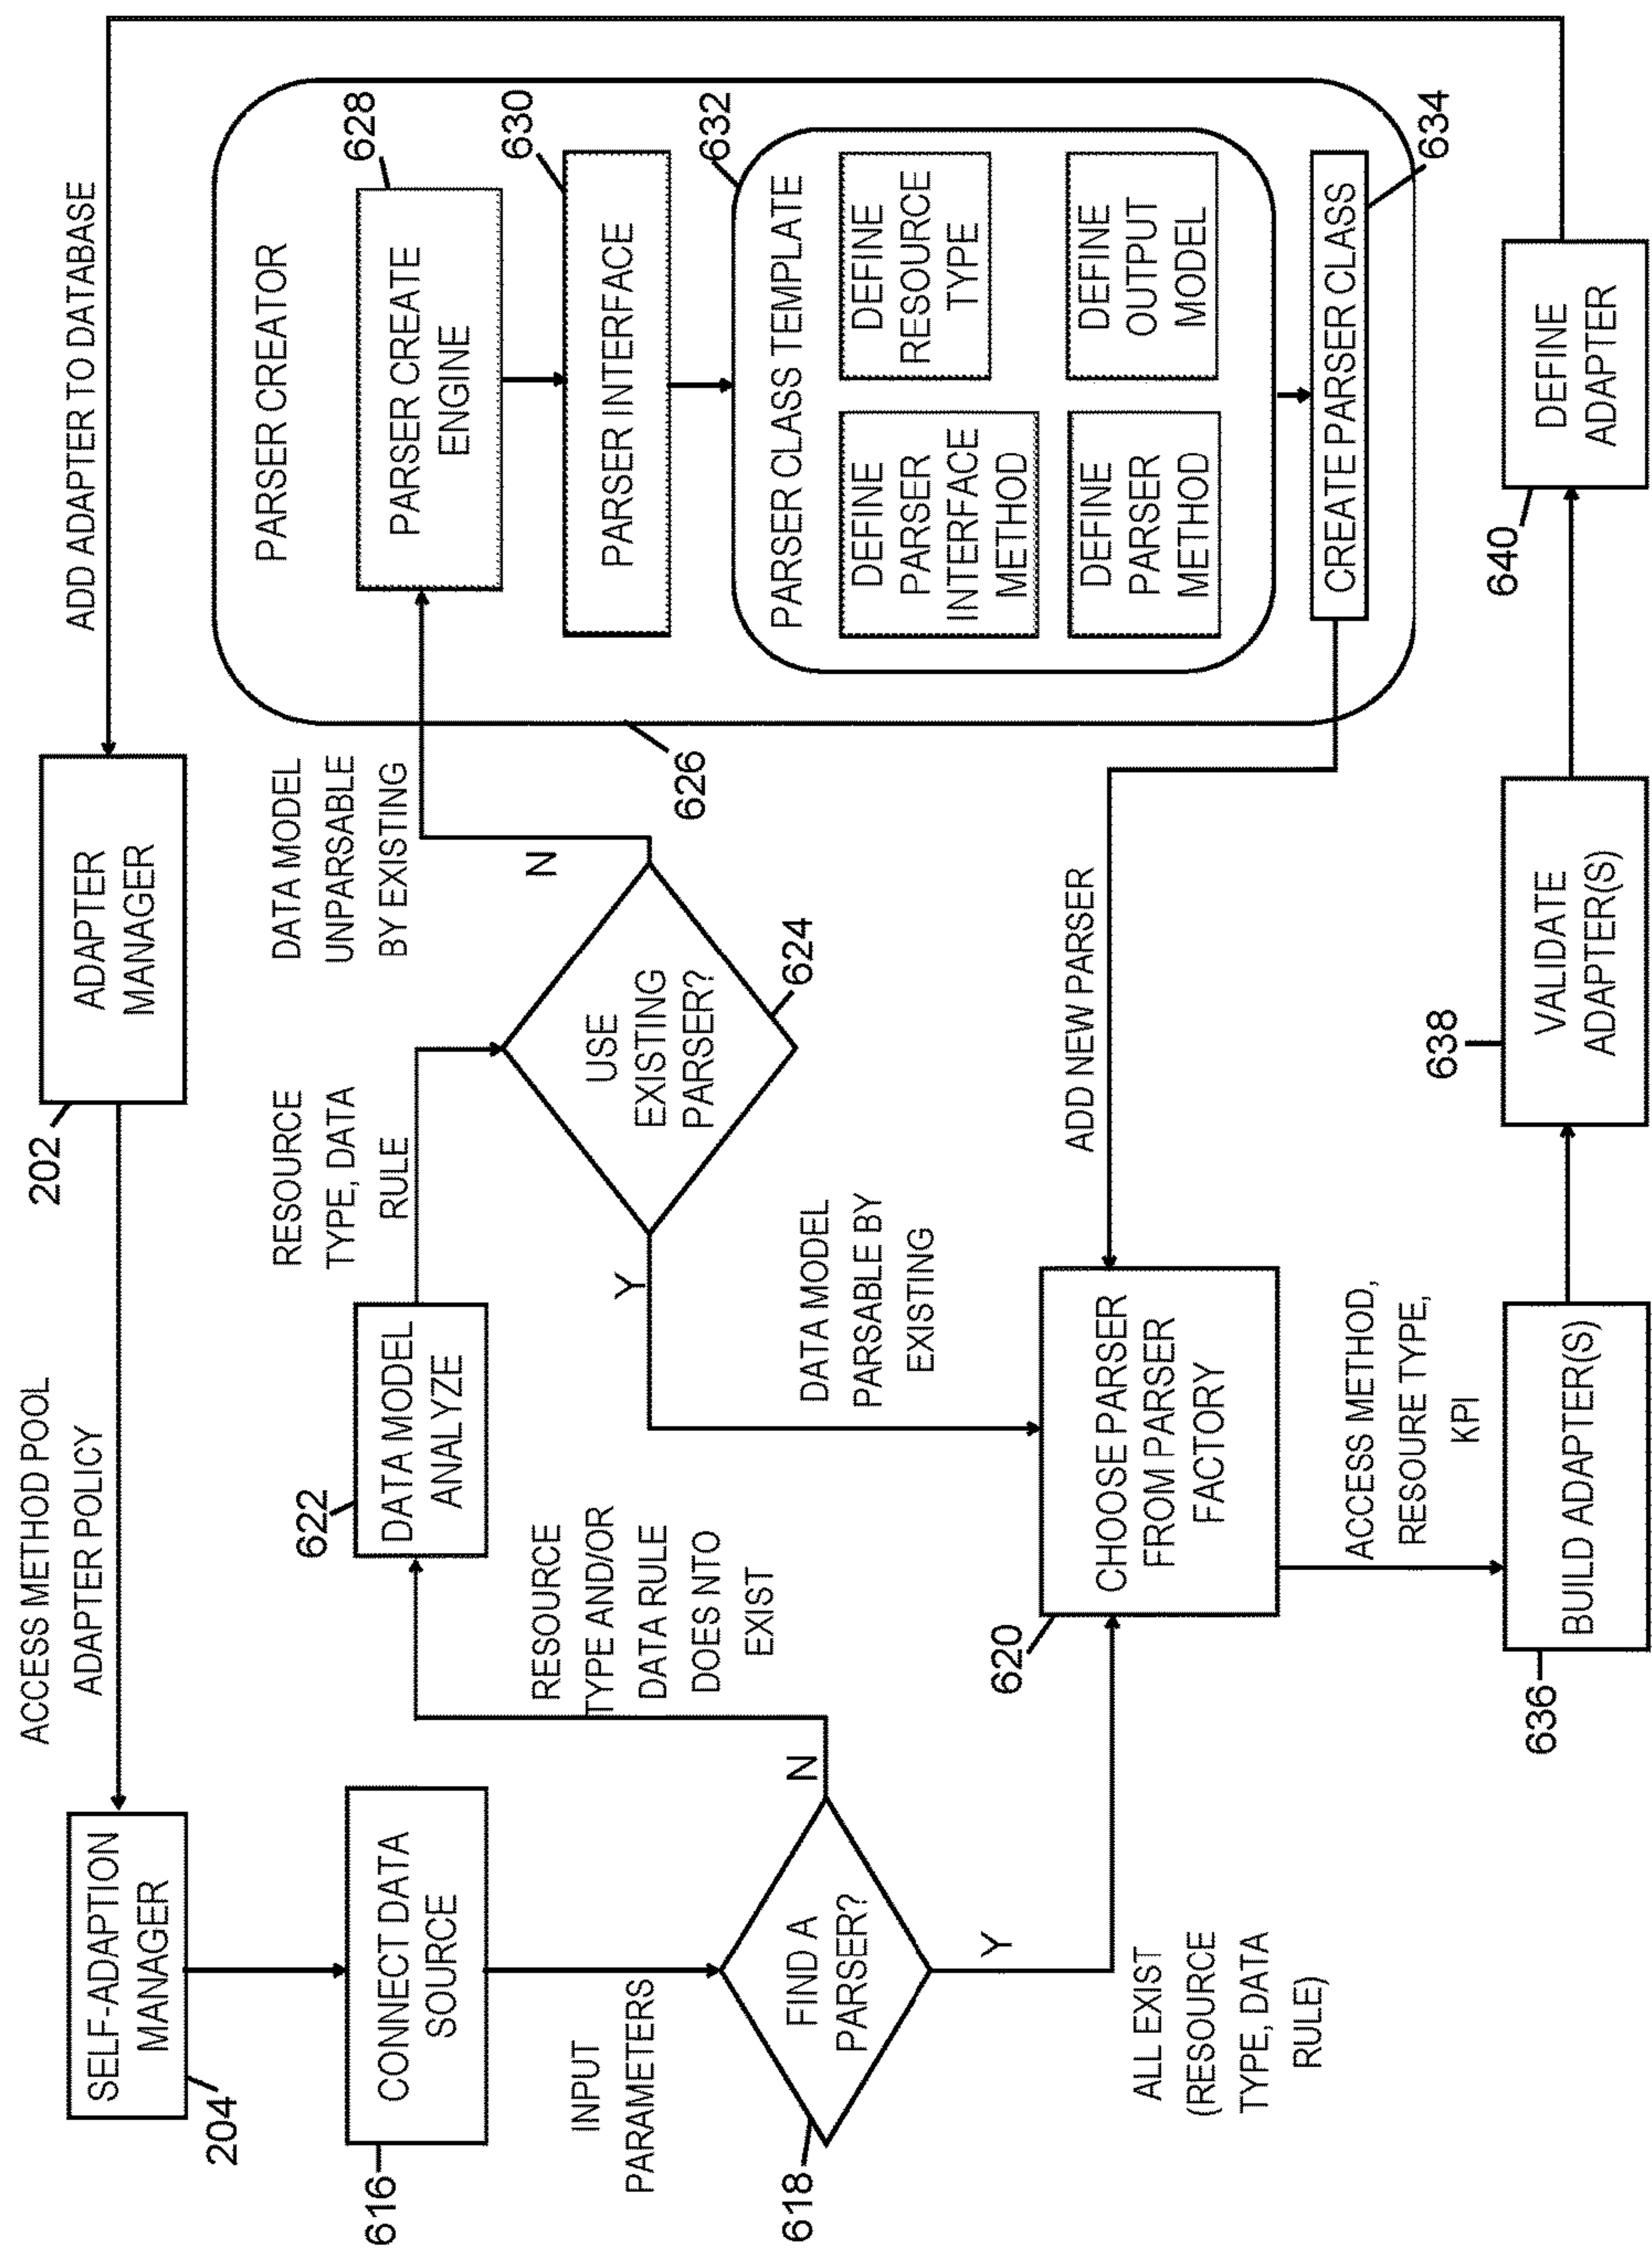 ACCESS METHOD POOL
ADAPTER POLICY
ADD ADAPTER TO DATABASE
SELF-ADAPTION
MANAGER
204
ADAPTER
MANAGER
202
CONNECT DATA
SOURCE
616
INPUT
PARAMETERS
FIND A
PARSER?
618
N
Y
RESOURCE
TYPE AND/OR
DATA RULE
DOES NTO
EXIST
ALL EXIST
(RESOURCE
TYPE, DATA
RULE)
622
DATA MODEL
ANALYZE
RESOURCE
TYPE, DATA
RULE
USE
EXISTING
PARSER?
624
N
Y
DATA MODEL
UNPARSABLE
BY EXISTING
DATA MODEL
PARSABLE BY
EXISTING
626
PARSER CREATOR
PARSER CREATE
ENGINE
628
PARSER INTERFACE
630
PARSER CLASS TEMPLATE
632
DEFINE
PARSER
INTERFACE
METHOD
DEFINE
RESOURCE
TYPE
DEFINE
PARSER
METHOD
DEFINE
OUTPUT
MODEL
CREATE PARSER CLASS
634
ADD NEW PARSER
CHOOSE PARSER
FROM PARSER
FACTORY
620
ACCESS METHOD,
RESOURE TYPE,
KPI
BUILD ADAPTER(S)
636
VALIDATE
ADAPTER(S)
638
DEFINE
ADAPTER
640